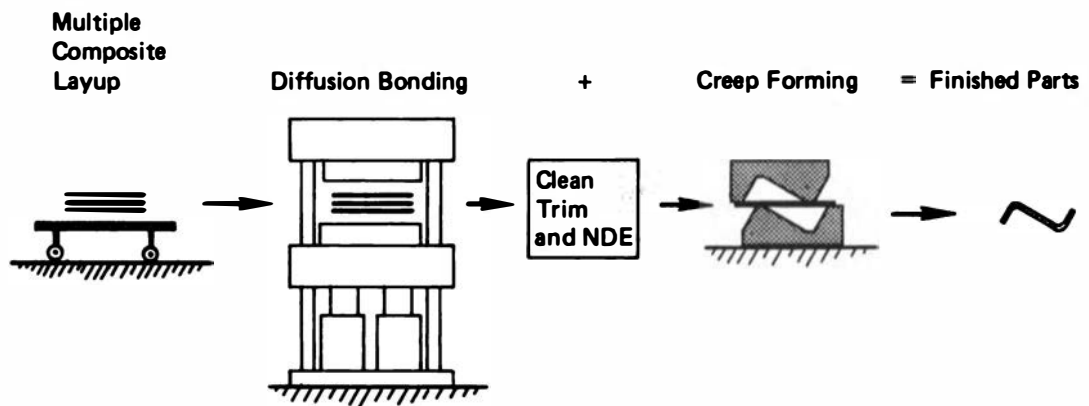 Multiple
Composite
Layup
Diffusion Bonding
+
Creep Forming
= Finished Parts
Clean
Trim
and NDE